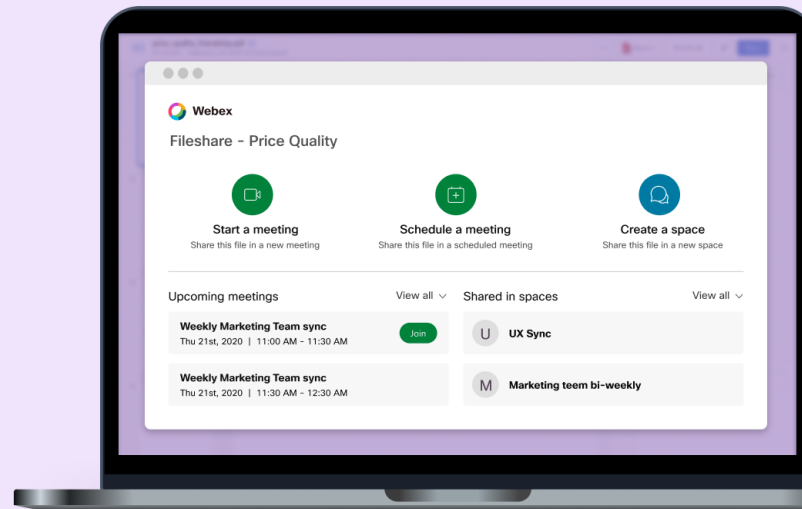 Webex
Fileshare - Price Quality
Start a meeting
Share this file in a new meeting
Schedule a meeting
Share this file in a scheduled meeting
Create a space
Share this file in a new space
Upcoming meetings
View all
Weekly Marketing Team sync
Thu 21st, 2020 | 11:00 AM - 11:30 AM
Join
Weekly Marketing Team sync
Thu 21st, 2020 | 11:30 AM - 12:30 AM
Shared in spaces
View all
U
UX Sync
M
Marketing teem bi-weekly